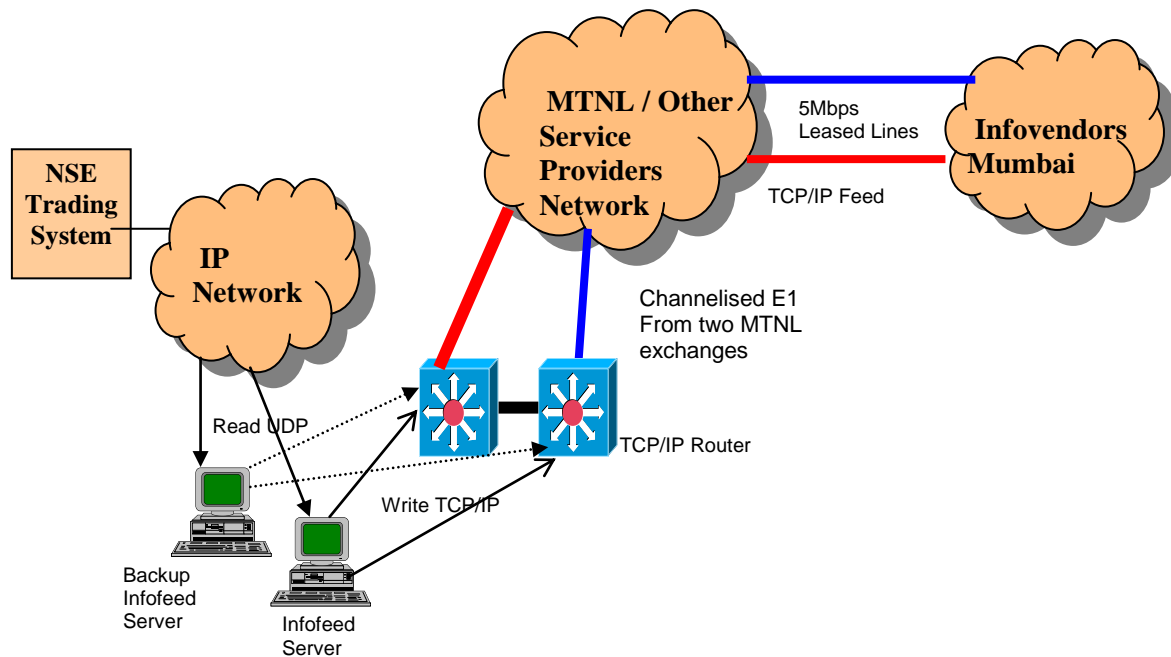 MTNL / Other
Service
Providers
Network
5Mbps
Leased Lines
Infovendors
Mumbai
TCP/IP Feed
NSE
Trading
System
IP
Network
Channelised E1
From two MTNL
exchanges
Read UDP
TCP/IP Router
Write TCP/IP
Backup
Infofeed
Server
Infofeed
Server